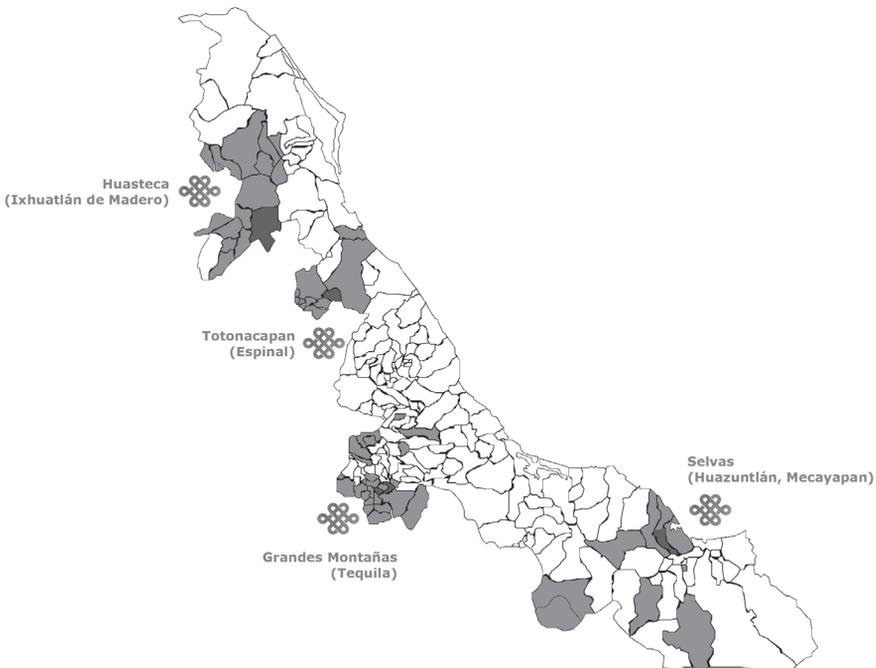 Huasteca
(Ixhuatlán de Madero)
Totonacapan
(Espinal)
Selvas
(Huazuntlán, Mecayapan)
Grandes Montañas
(Tequila)